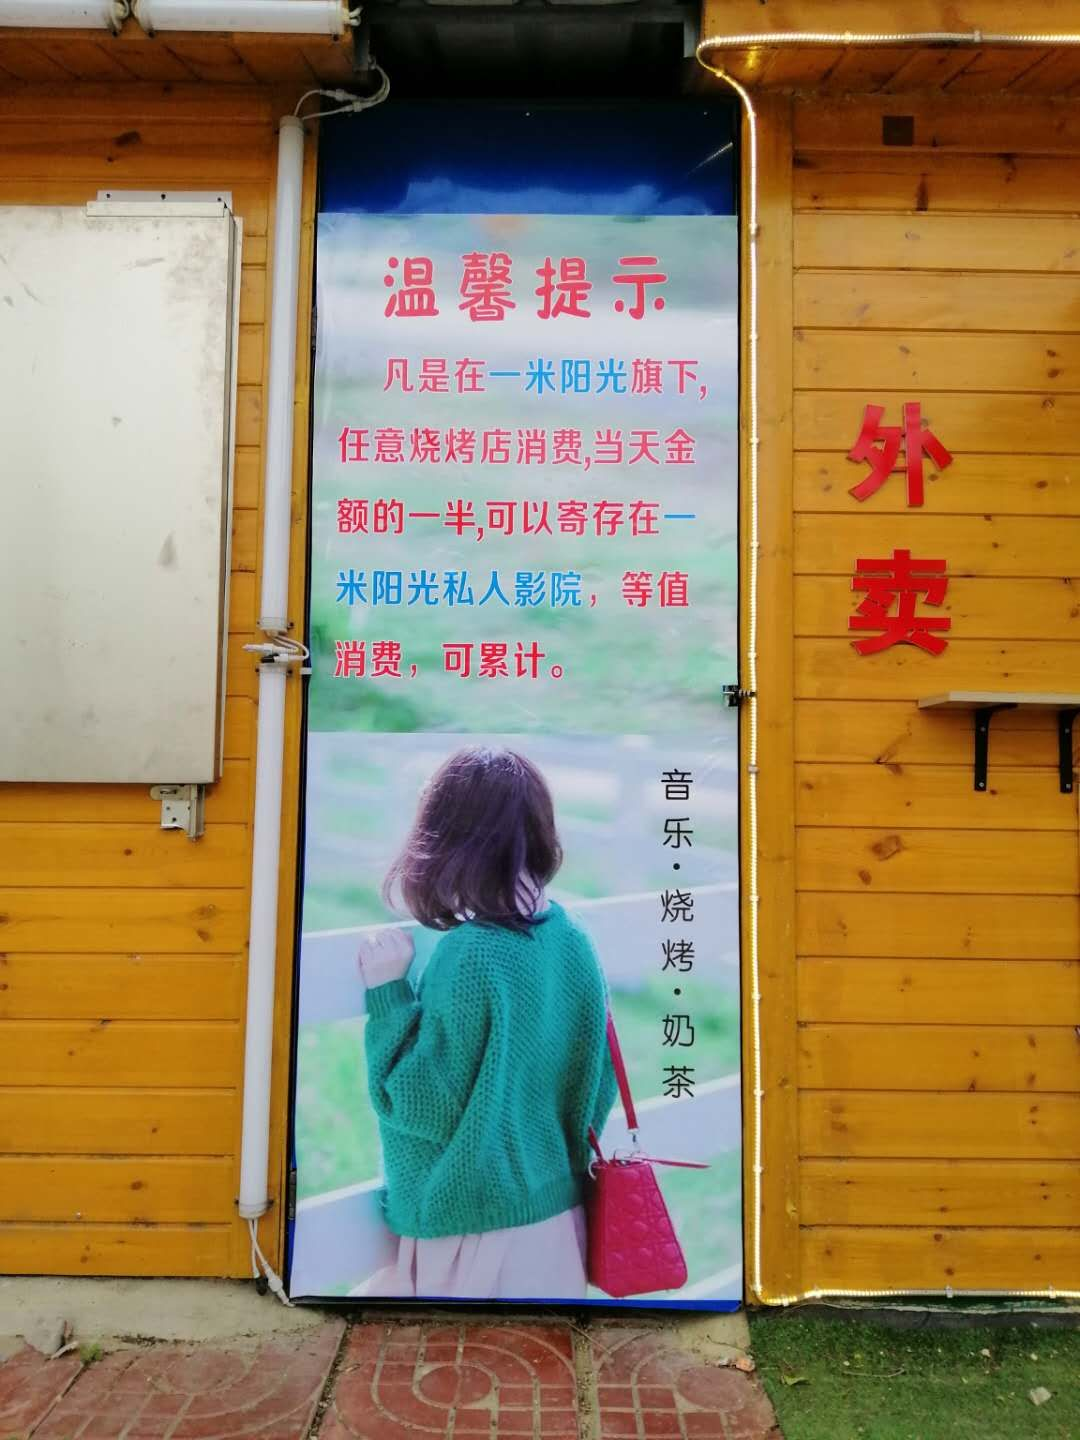 温馨提示
凡是在一米阳光旗下,
任意烧烤店消费,当天金
额的一半,可以寄存在一
米阳光私人影院，等值
消费，可累计。
音乐·烧烤·奶茶
外卖